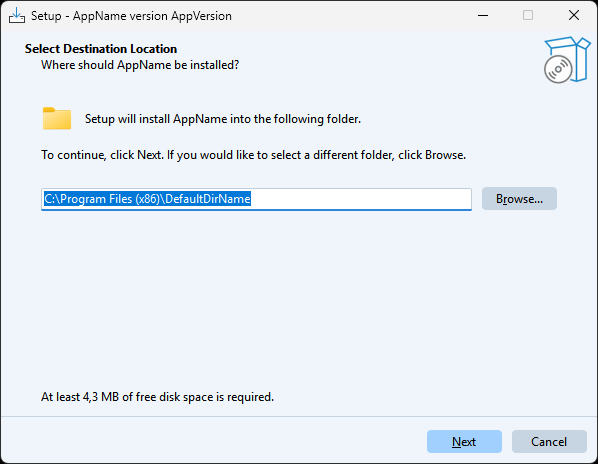 Setup - AppName version AppVersion
Select Destination Location
Where should AppName be installed?
Setup will install AppName into the following folder.
To continue, click Next. If you would like to select a different folder, click Browse.
C:\Program Files (x86)\DefaultDirName
Browse...
At least 4,3 MB of free disk space is required.
Next
Cancel